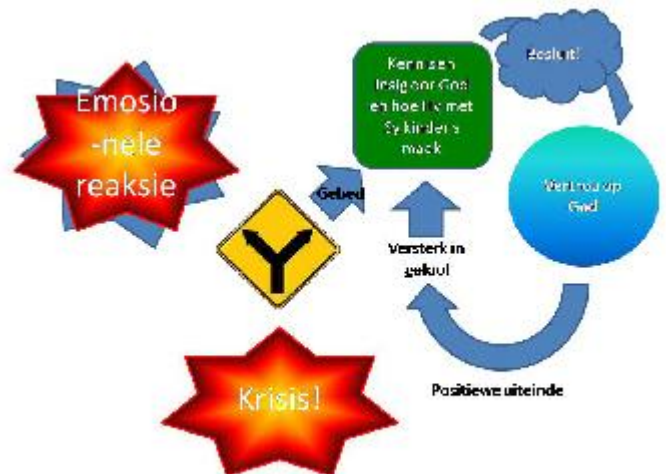 Emosio
-nele
reaksie
Kennis en
insig oor God
en hoe Hy met
Sy kinders
maak
Besluit!
Vertrou op
God
Gebed
Versterk in
geloof
Positiewe uiteinde
Krisis!